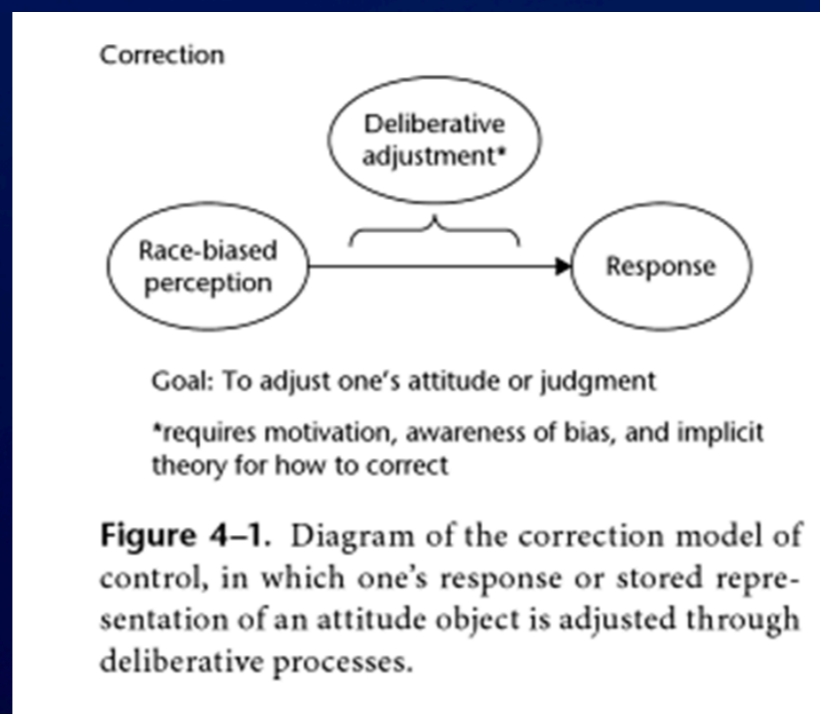 Correction
Deliberative
adjustment*
Race-biased
perception
Response
Goal: To adjust one's attitude or judgment
*requires motivation, awareness of bias, and implicit
theory for how to correct
Figure 4–1. Diagram of the correction model of
control, in which one's response or stored repre-
sentation of an attitude object is adjusted through
deliberative processes.